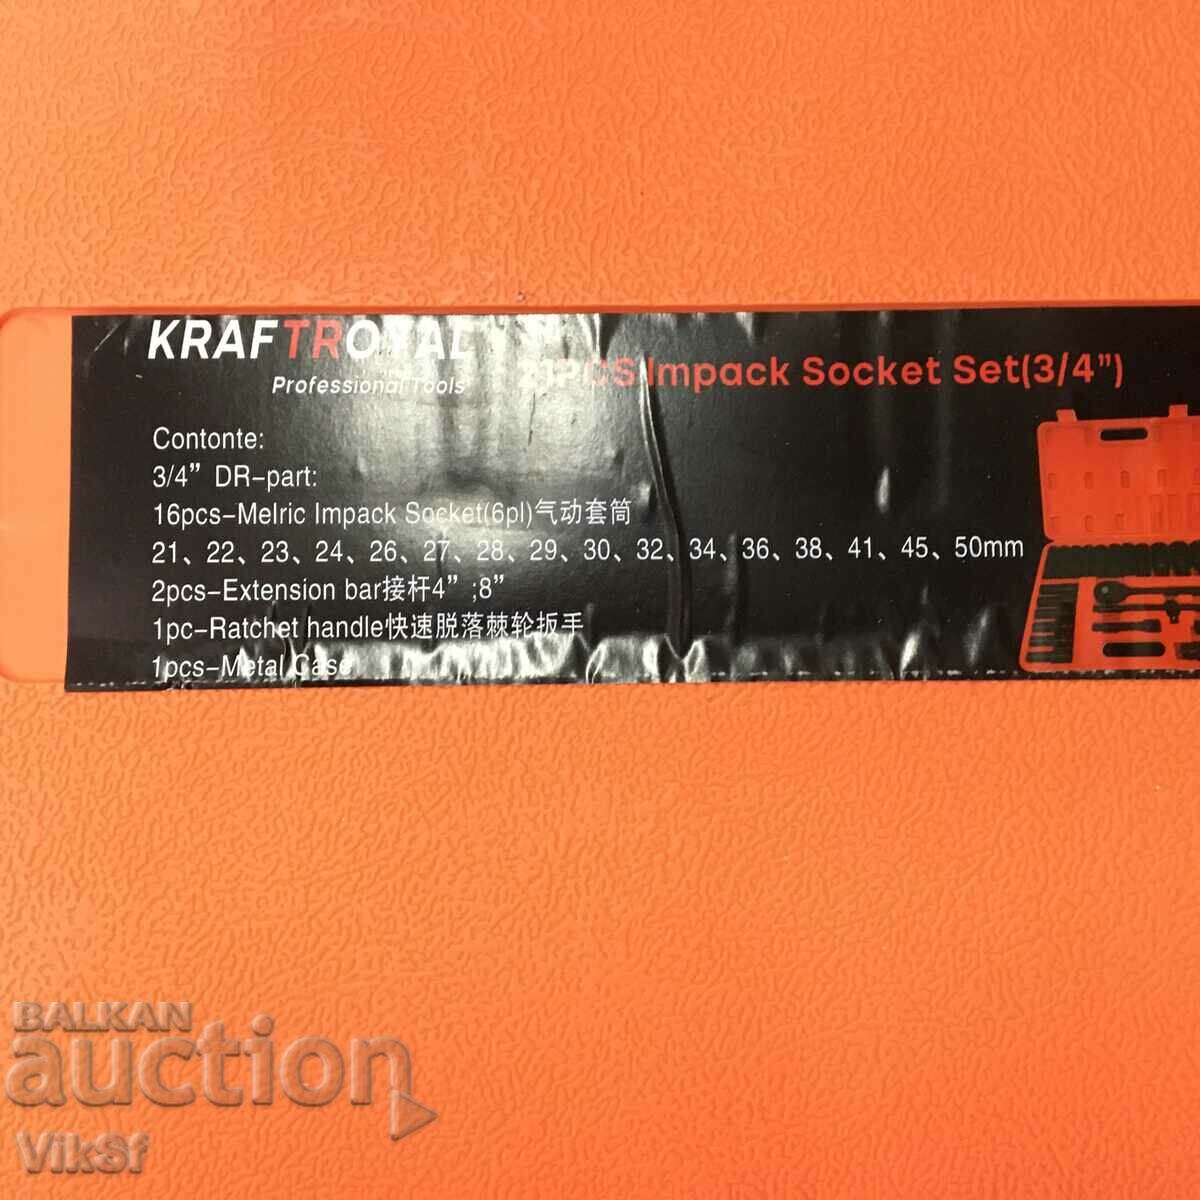 KRAFTROYAL
Professional Tools
21PCS Impack Socket Set(3/4”)
Contonte:
3/4” DR-part:
16pcs-Melric Impack Socket(6pl)气动套筒
21、22、23、24、26、27、28、29、30、32、34、36、38、41、45、50mm
2pcs-Extension bar接杆4” ;8”
1pc-Ratchet handle快速脱落棘轮扳手
1pcs-Metal Case
BALKAN
auction
VikSf